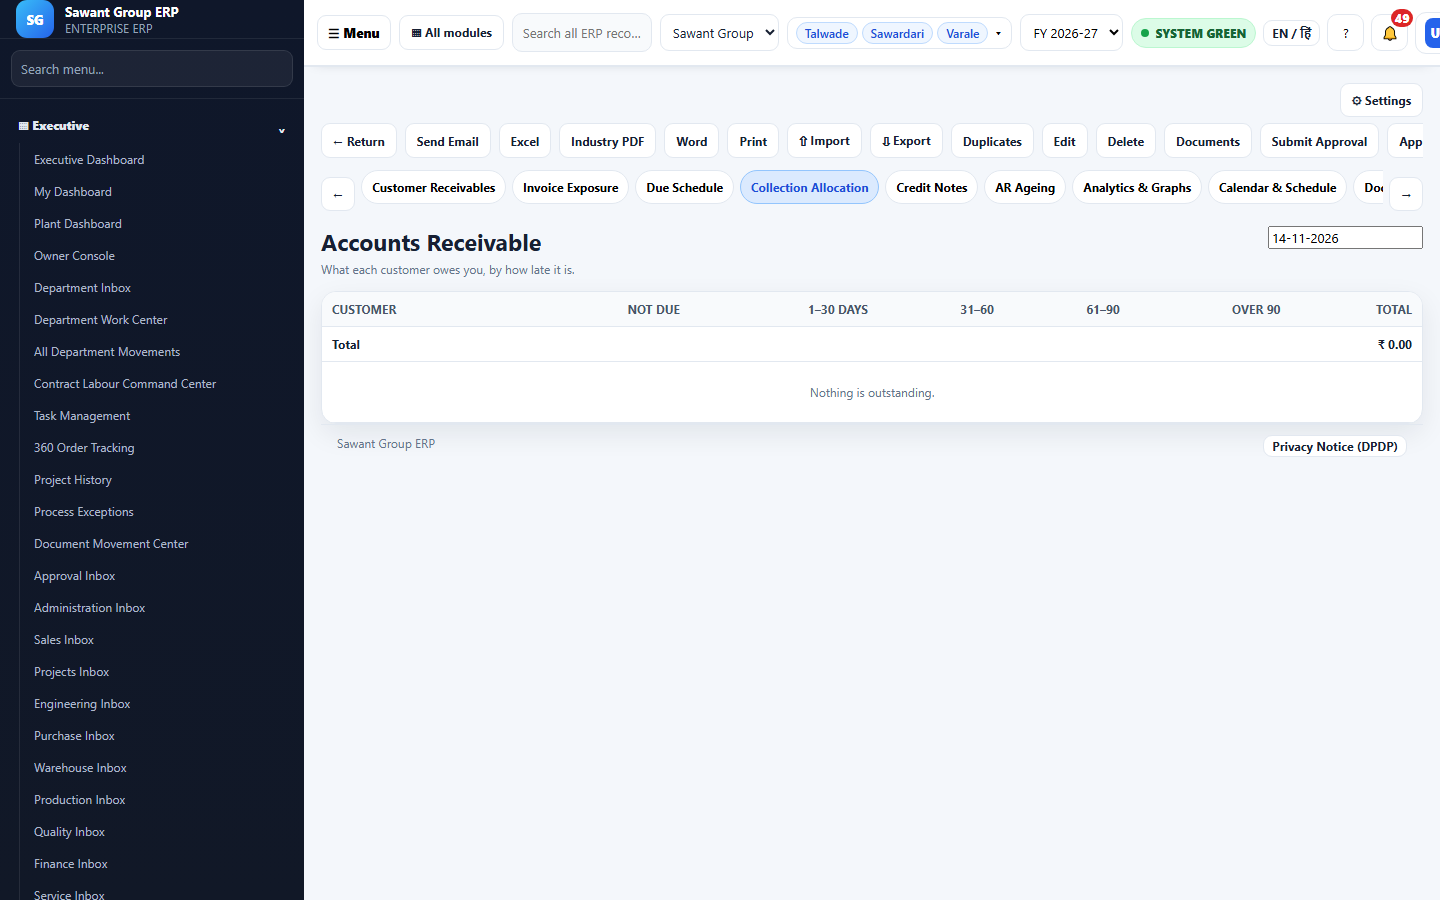 SG
Sawant Group ERP
ENTERPRISE ERP
Search menu...
Executive
Executive Dashboard
My Dashboard
Plant Dashboard
Owner Console
Department Inbox
Department Work Center
All Department Movements
Contract Labour Command Center
Task Management
360 Order Tracking
Project History
Process Exceptions
Document Movement Center
Approval Inbox
Administration Inbox
Sales Inbox
Projects Inbox
Engineering Inbox
Purchase Inbox
Warehouse Inbox
Production Inbox
Quality Inbox
Finance Inbox
Service Inbox
☰ Menu
All modules
Search all ERP reco...
Sawant Group
Talwade Sawardari Varale
FY 2026-27
SYSTEM GREEN
EN / हिं
?
49
U
⚙ Settings
← Return
Send Email
Excel
Industry PDF
Word
Print
⇧ Import
⇩ Export
Duplicates
Edit
Delete
Documents
Submit Approval
App
←
Customer Receivables
Invoice Exposure
Due Schedule
Collection Allocation
Credit Notes
AR Ageing
Analytics & Graphs
Calendar & Schedule
Doc
→
Accounts Receivable
14-11-2026
What each customer owes you, by how late it is.
CUSTOMER NOT DUE 1–30 DAYS 31–60 61–90 OVER 90 TOTAL
Total ₹ 0.00
Nothing is outstanding.
Sawant Group ERP
Privacy Notice (DPDP)